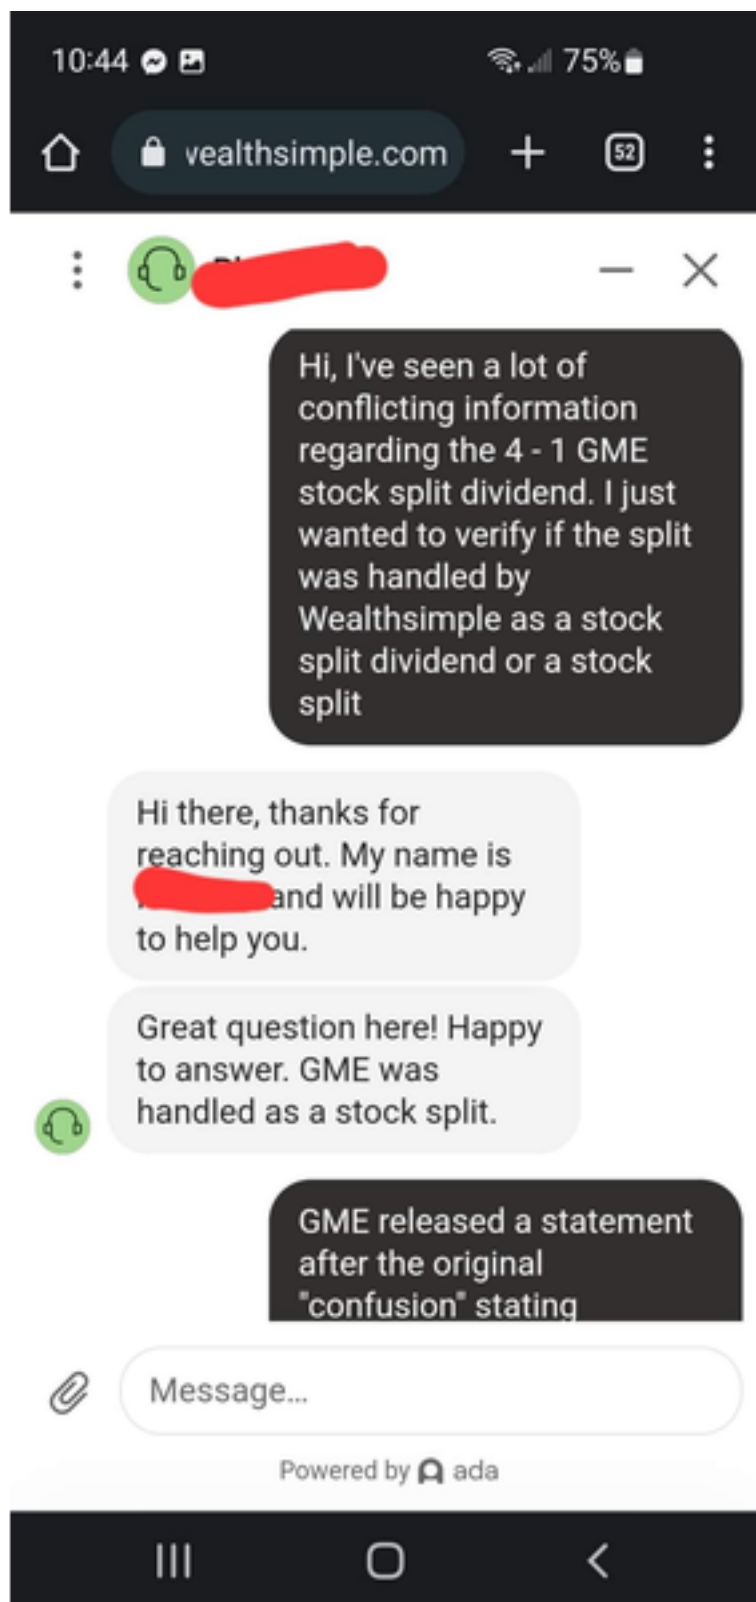 10:44
75%
vealthsimple.com
52
Hi, I've seen a lot of
conflicting information
regarding the 4 - 1 GME
stock split dividend. I just
wanted to verify if the split
was handled by
Wealthsimple as a stock
split dividend or a stock
split
Hi there, thanks for
reaching out. My name is
and will be happy
to help you.
Great question here! Happy
to answer. GME was
handled as a stock split.
GME released a statement
after the original
"confusion" stating
Message...
Powered by ada